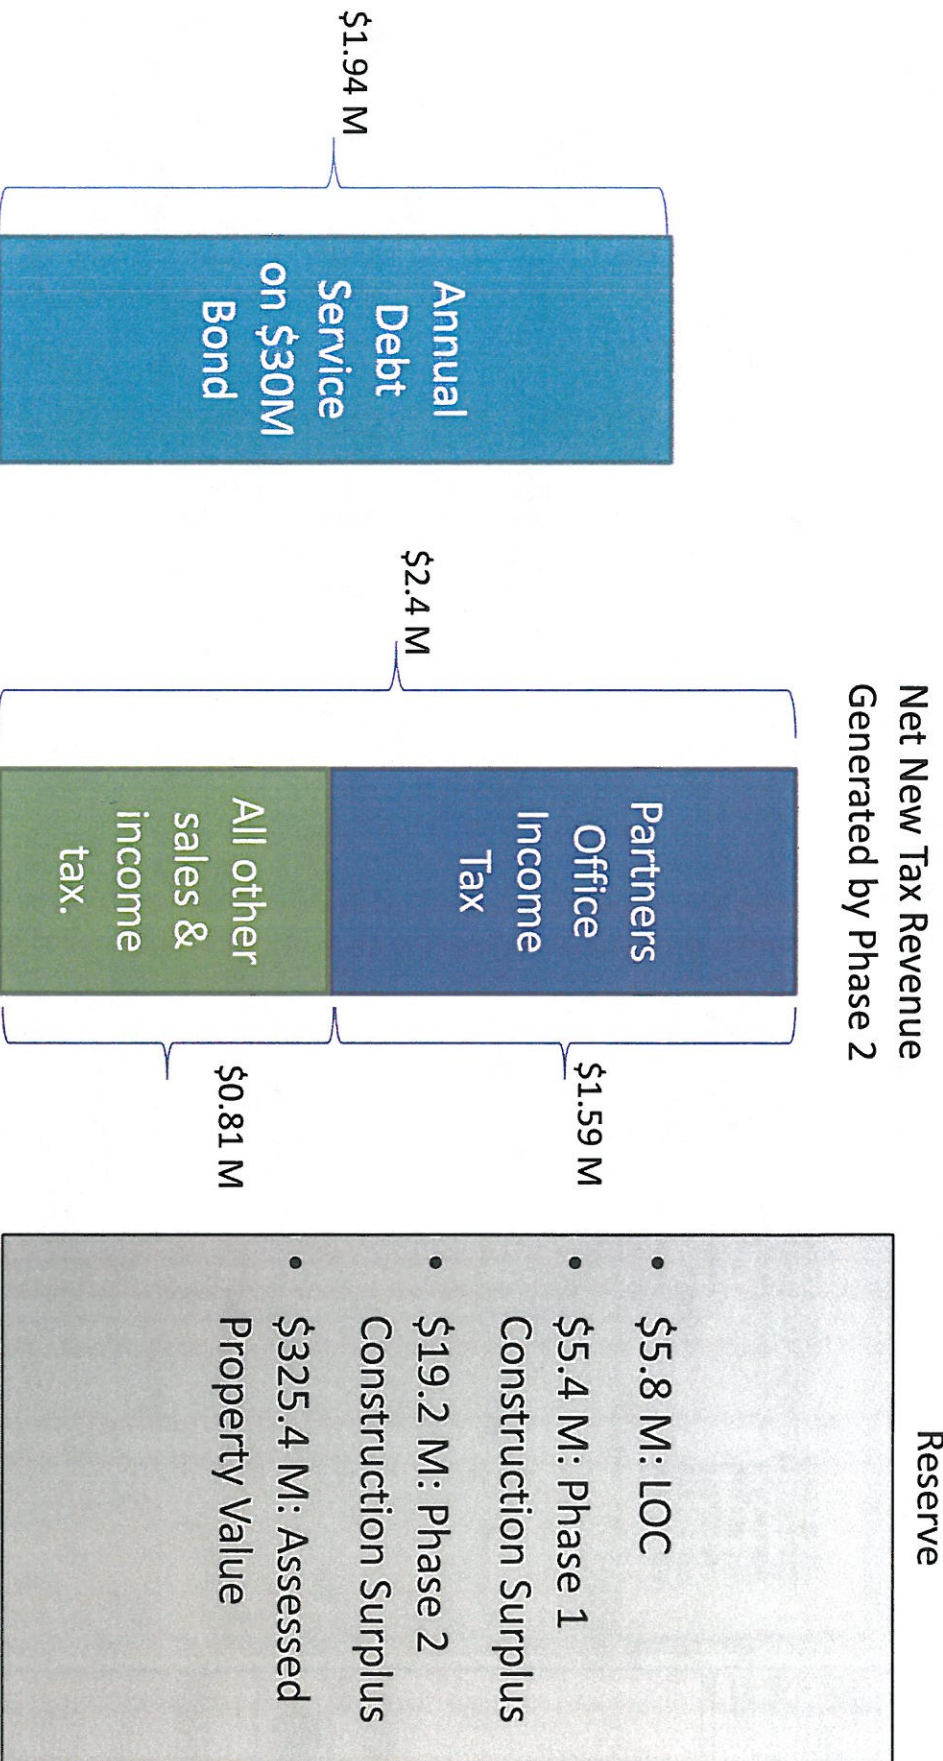 $1.94 M
Annual
Debt
Service
on $30M
Bond
Net New Tax Revenue
Generated by Phase 2
$2.4 M
Partners
Office
Income
Tax
All other
sales &
income
tax.
$1.59 M
$0.81 M
Reserve
• $5.8 M: LOC
• $5.4 M: Phase 1
Construction Surplus
• $19.2 M: Phase 2
Construction Surplus
• $325.4 M: Assessed
Property Value